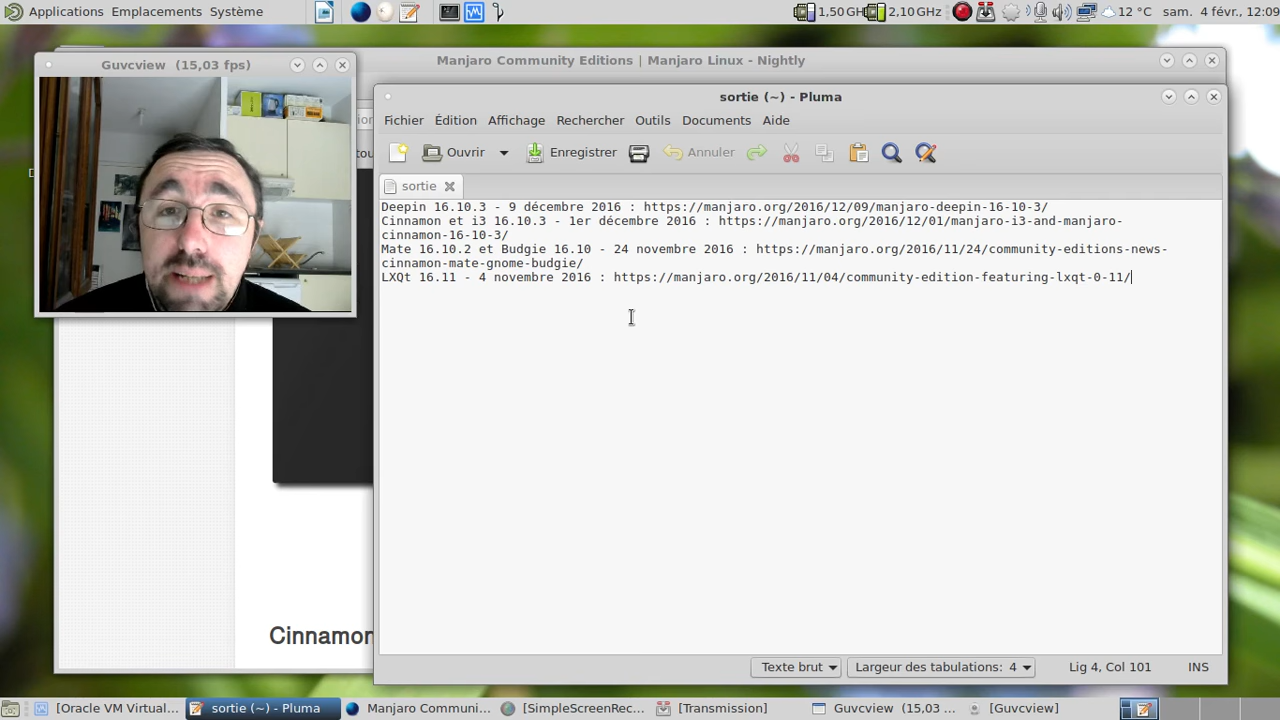 Applications Emplacements Système
1,50 GH 2,10 GHz 12 °C sam. 4 févr., 12:09
Guvcview (15,03 fps)
Manjaro Community Editions | Manjaro Linux - Nightly
sortie (~) - Pluma
Fichier Édition Affichage Rechercher Outils Documents Aide
Ouvrir Enregistrer Annuler
sortie
Deepin 16.10.3 - 9 décembre 2016 : https://manjaro.org/2016/12/09/manjaro-deepin-16-10-3/
Cinnamon et i3 16.10.3 - 1er décembre 2016 : https://manjaro.org/2016/12/01/manjaro-i3-and-manjaro-
cinnamon-16-10-3/
Mate 16.10.2 et Budgie 16.10 - 24 novembre 2016 : https://manjaro.org/2016/11/24/community-editions-news-
cinnamon-mate-gnome-budgie/
LXQt 16.11 - 4 novembre 2016 : https://manjaro.org/2016/11/04/community-edition-featuring-lxqt-0-11/
Cinnamon
Texte brut Largeur des tabulations: 4 Lig 4, Col 101 INS
[Oracle VM Virtual... sortie (~) - Pluma Manjaro Communi... [SimpleScreenRec... [Transmission] Guvcview (15,03 ... [Guvcview]